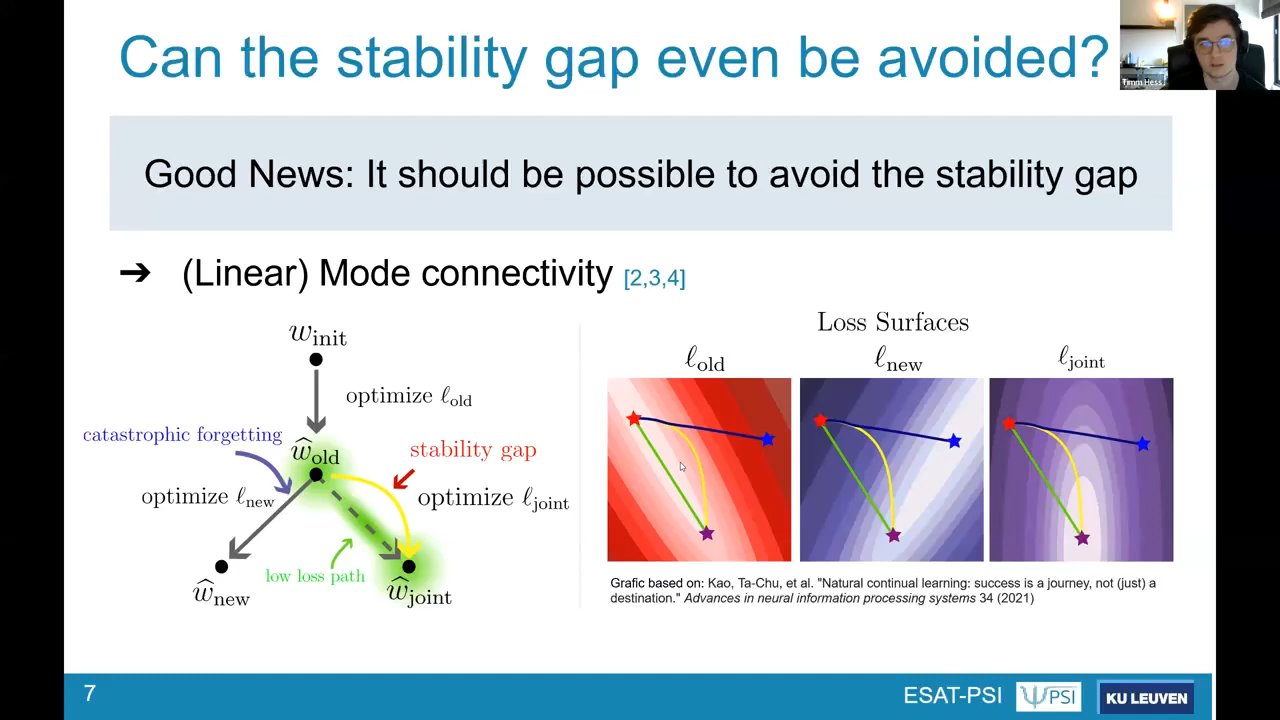 Can the stability gap even be avoided?
Timm Hess
Good News: It should be possible to avoid the stability gap
➔ (Linear) Mode connectivity [2,3,4]
w_init
optimize ℓ_old
catastrophic forgetting
ŵ_old
stability gap
optimize ℓ_new
optimize ℓ_joint
low loss path
ŵ_new
ŵ_joint
Loss Surfaces
ℓ_old ℓ_new ℓ_joint
Grafic based on: Kao, Ta-Chu, et al. "Natural continual learning: success is a journey, not (just) a
destination." Advances in neural information processing systems 34 (2021)
7
ESAT-PSI
PSI
KU LEUVEN